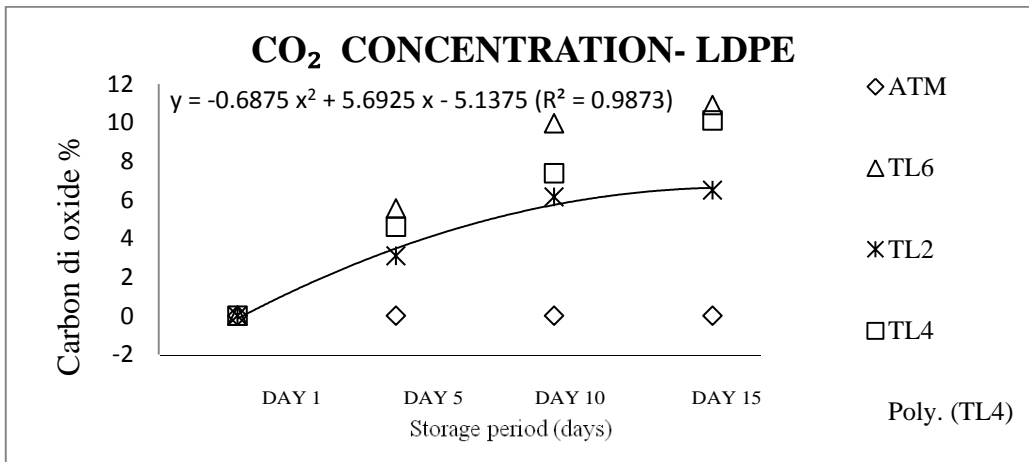 CO₂ CONCENTRATION- LDPE
y = -0.6875 x² + 5.6925 x - 5.1375 (R² = 0.9873)
Carbon di oxide %
12
10
8
6
4
2
0
-2
DAY 1 DAY 5 DAY 10 DAY 15
Storage period (days)
ATM
TL6
TL2
TL4
Poly. (TL4)